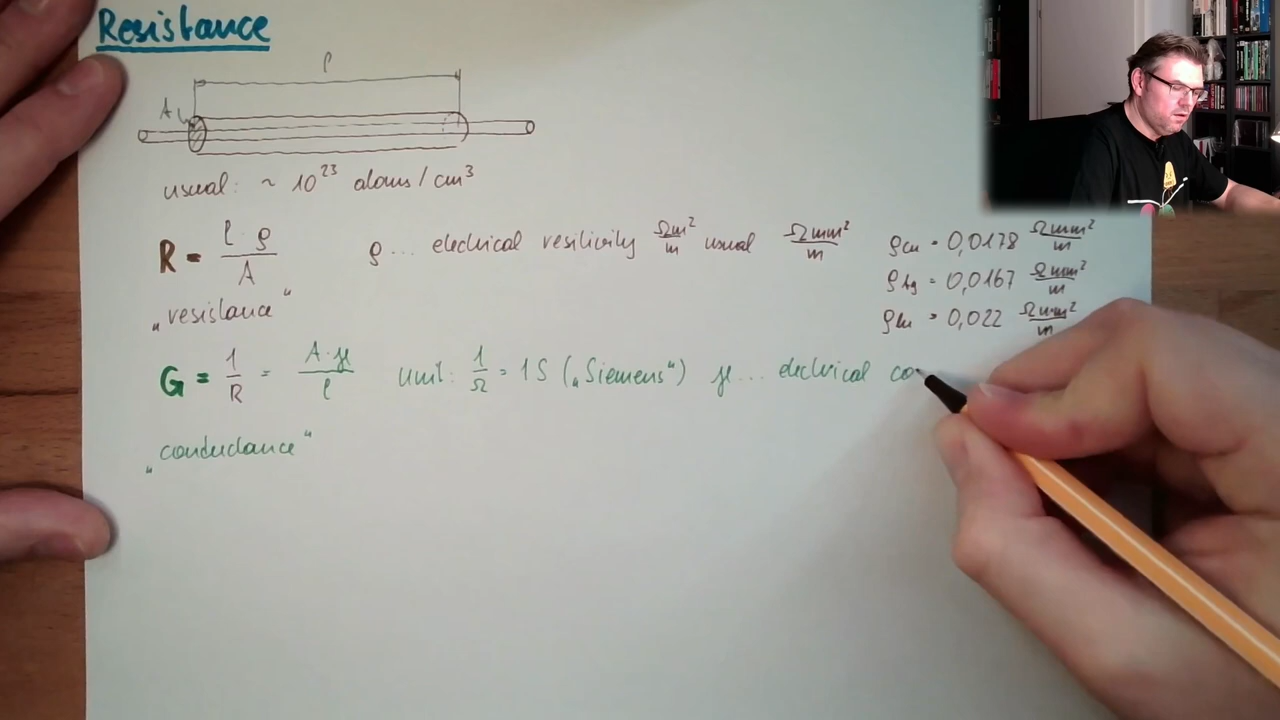 Resistance
l
A
usual: ~ 10²³ atoms/cm³
R = l·ρ/A ρ... electrical resistivity Ωm²/m usual Ωmm²/m ρCu = 0,0178 Ωmm²/m
ρAg = 0,0167 Ωmm²/m
"resistance" ρAu = 0,022 Ωmm²/m
G = 1/R = A·γ/l Unit: 1/Ω = 1S („Siemens") γ... electrical co
„conductance"